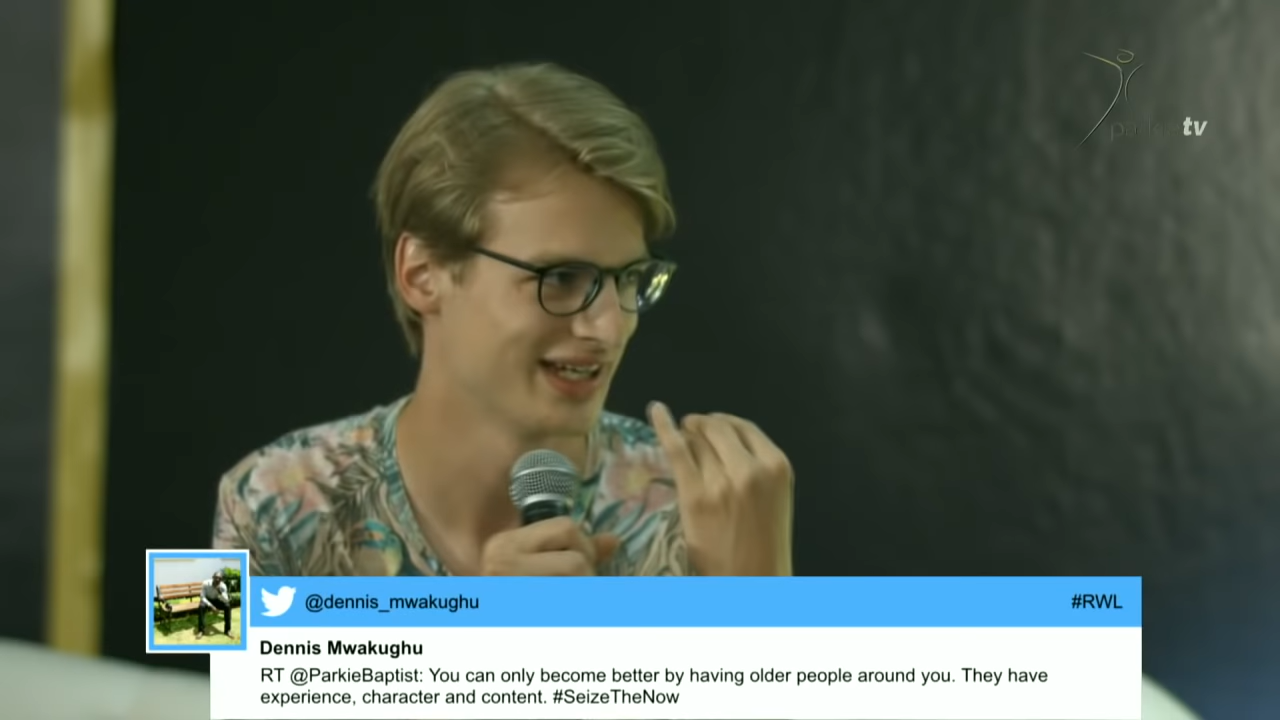 parkie tv
@dennis_mwakughu
#RWL
Dennis Mwakughu
RT @ParkieBaptist: You can only become better by having older people around you. They have
experience, character and content. #SeizeTheNow